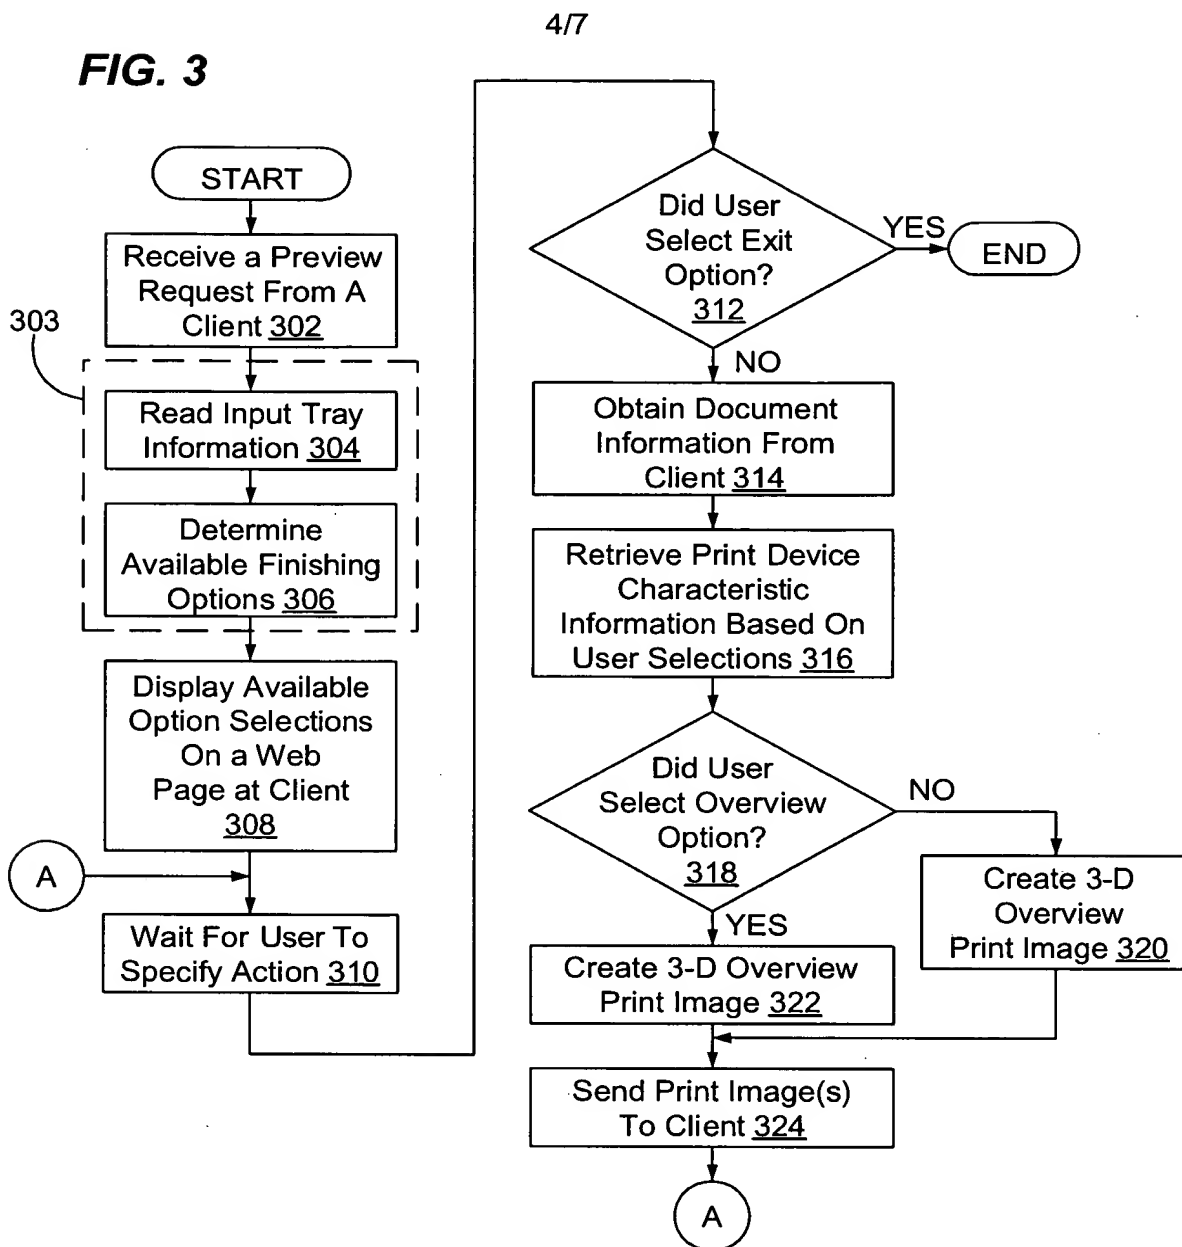 4/7
FIG. 3
START
Receive a Preview
Request From A
Client 302
303
Read Input Tray
Information 304
Determine
Available Finishing
Options 306
Display Available
Option Selections
On a Web
Page at Client
308
A
Wait For User To
Specify Action 310
Did User
Select Exit
Option?
312
YES
END
NO
Obtain Document
Information From
Client 314
Retrieve Print Device
Characteristic
Information Based On
User Selections 316
Did User
Select Overview
Option?
318
NO
Create 3-D
Overview
Print Image 320
YES
Create 3-D Overview
Print Image 322
Send Print Image(s)
To Client 324
A